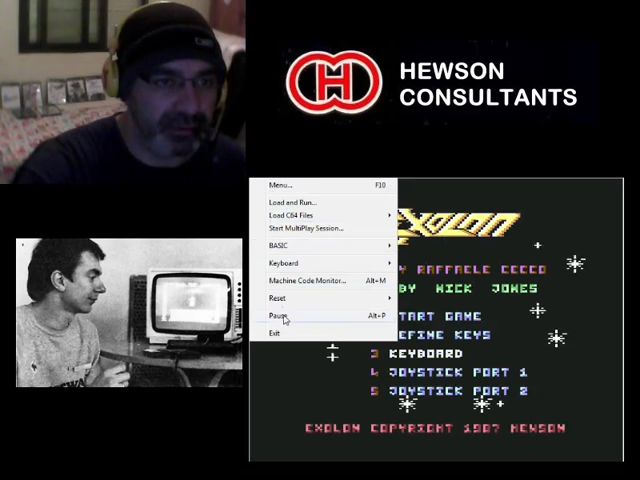 HEWSON
CONSULTANTS
Menu... F10
Load and Run...
Load C64 Files
Start MultiPlay Session...
BASIC
Keyboard
Machine Code Monitor... Alt+M
Reset
Pause Alt+P
Exit
EXOLON
Y RAFFAELE CECCO
BY NICK JONES
TART GAME
EFINE KEYS
3 KEYBOARD
4 JOYSTICK PORT 1
5 JOYSTICK PORT 2
EXOLON COPYRIGHT 1987 HEWSON